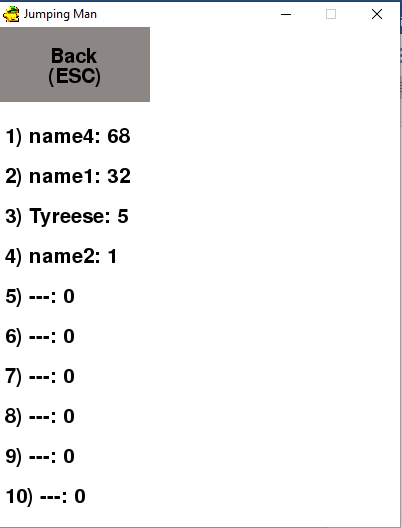 Jumping Man
Back
(ESC)
1) name4: 68
2) name1: 32
3) Tyreese: 5
4) name2: 1
5) ---: 0
6) ---: 0
7) ---: 0
8) ---: 0
9) ---: 0
10) ---: 0